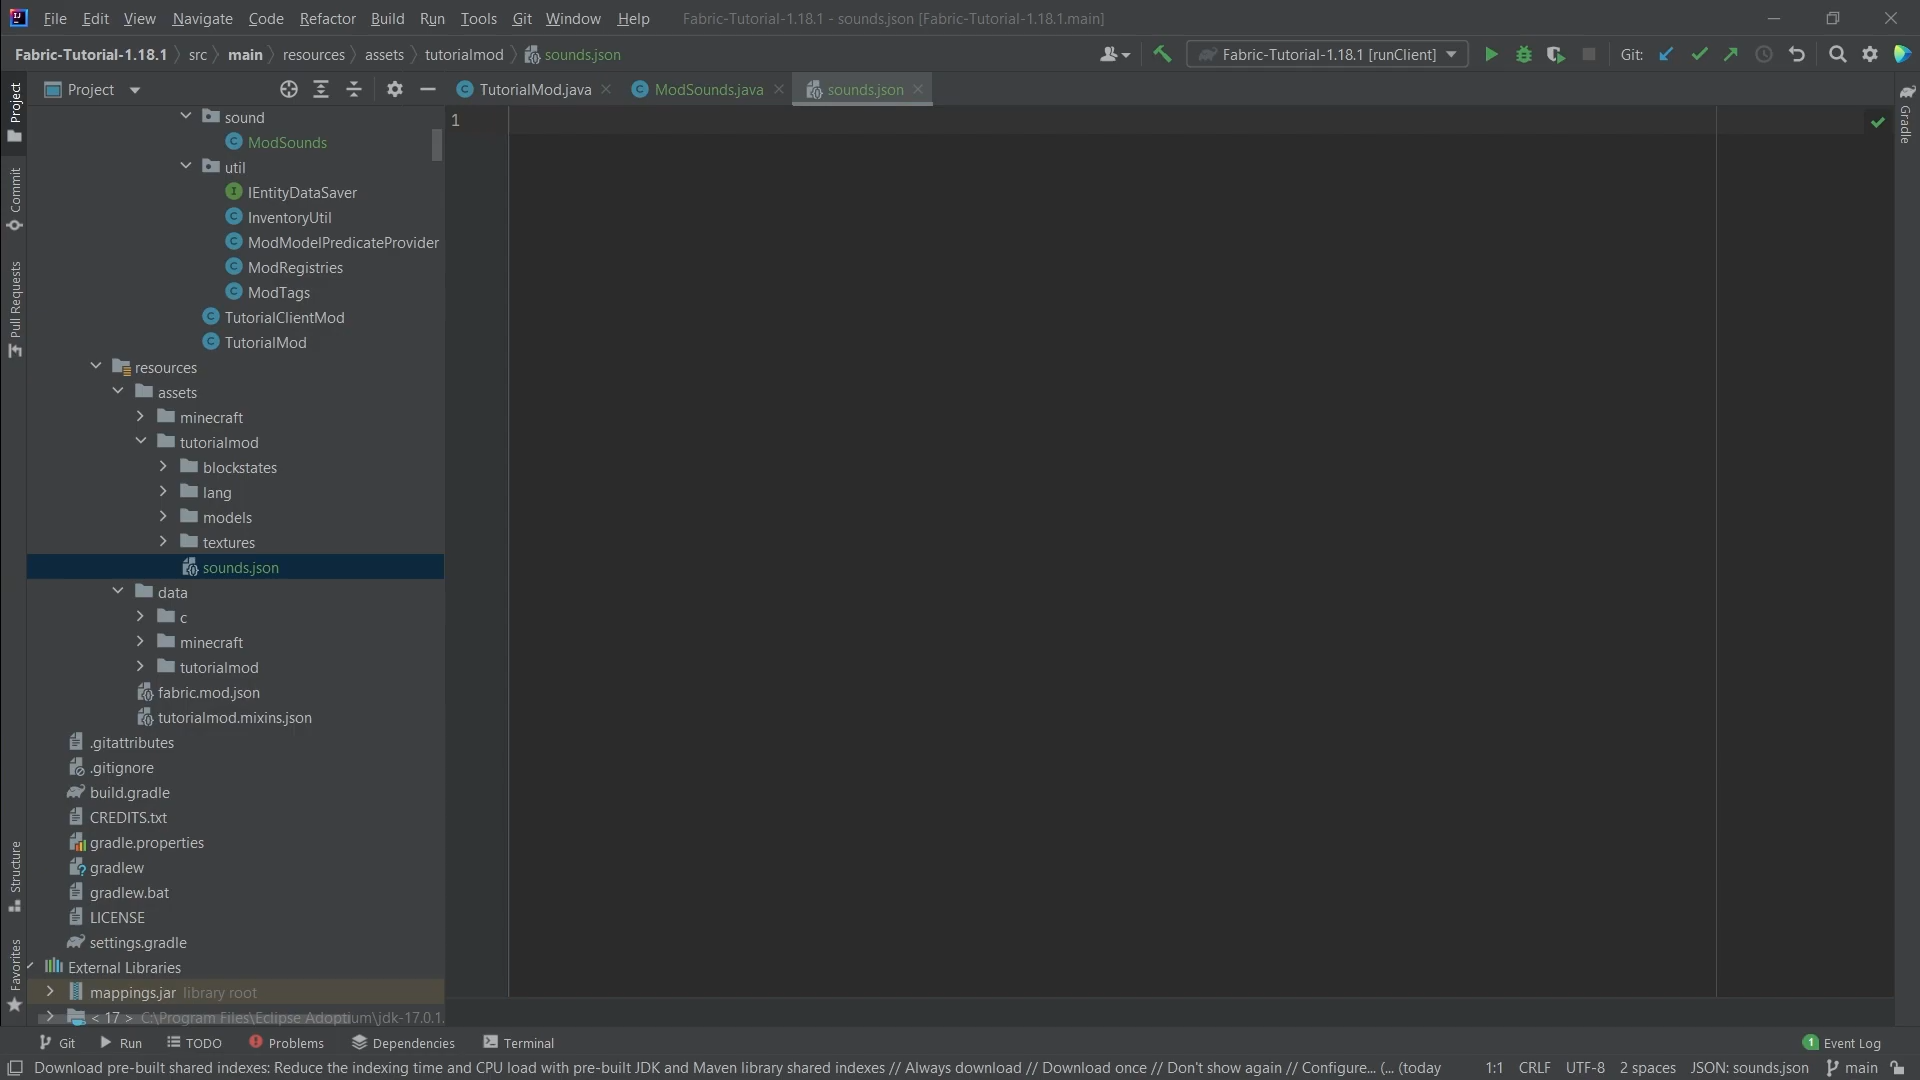 File Edit View Navigate Code Refactor Build Run Tools Git Window Help Fabric-Tutorial-1.18.1 - sounds.json [Fabric-Tutorial-1.18.1.main]
Fabric-Tutorial-1.18.1 src main resources assets tutorialmod sounds.json Fabric-Tutorial-1.18.1 [runClient] Git:
Project TutorialMod.java ModSounds.java sounds.json
1
sound
ModSounds
util
IEntityDataSaver
InventoryUtil
ModModelPredicateProvider
ModRegistries
ModTags
TutorialClientMod
TutorialMod
resources
assets
minecraft
tutorialmod
blockstates
lang
models
textures
sounds.json
data
c
minecraft
tutorialmod
fabric.mod.json
tutorialmod.mixins.json
.gitattributes
.gitignore
build.gradle
CREDITS.txt
gradle.properties
gradlew
gradlew.bat
LICENSE
settings.gradle
External Libraries
mappings.jar library root
< 17 > C:\Program Files\Eclipse Adoptium\jdk-17.0.1.
Project
Commit
Pull Requests
Structure
Favorites
Gradle
Git Run TODO Problems Dependencies Terminal 1 Event Log
Download pre-built shared indexes: Reduce the indexing time and CPU load with pre-built JDK and Maven library shared indexes // Always download // Download once // Don't show again // Configure... (... (today 1:1 CRLF UTF-8 2 spaces JSON: sounds.json main